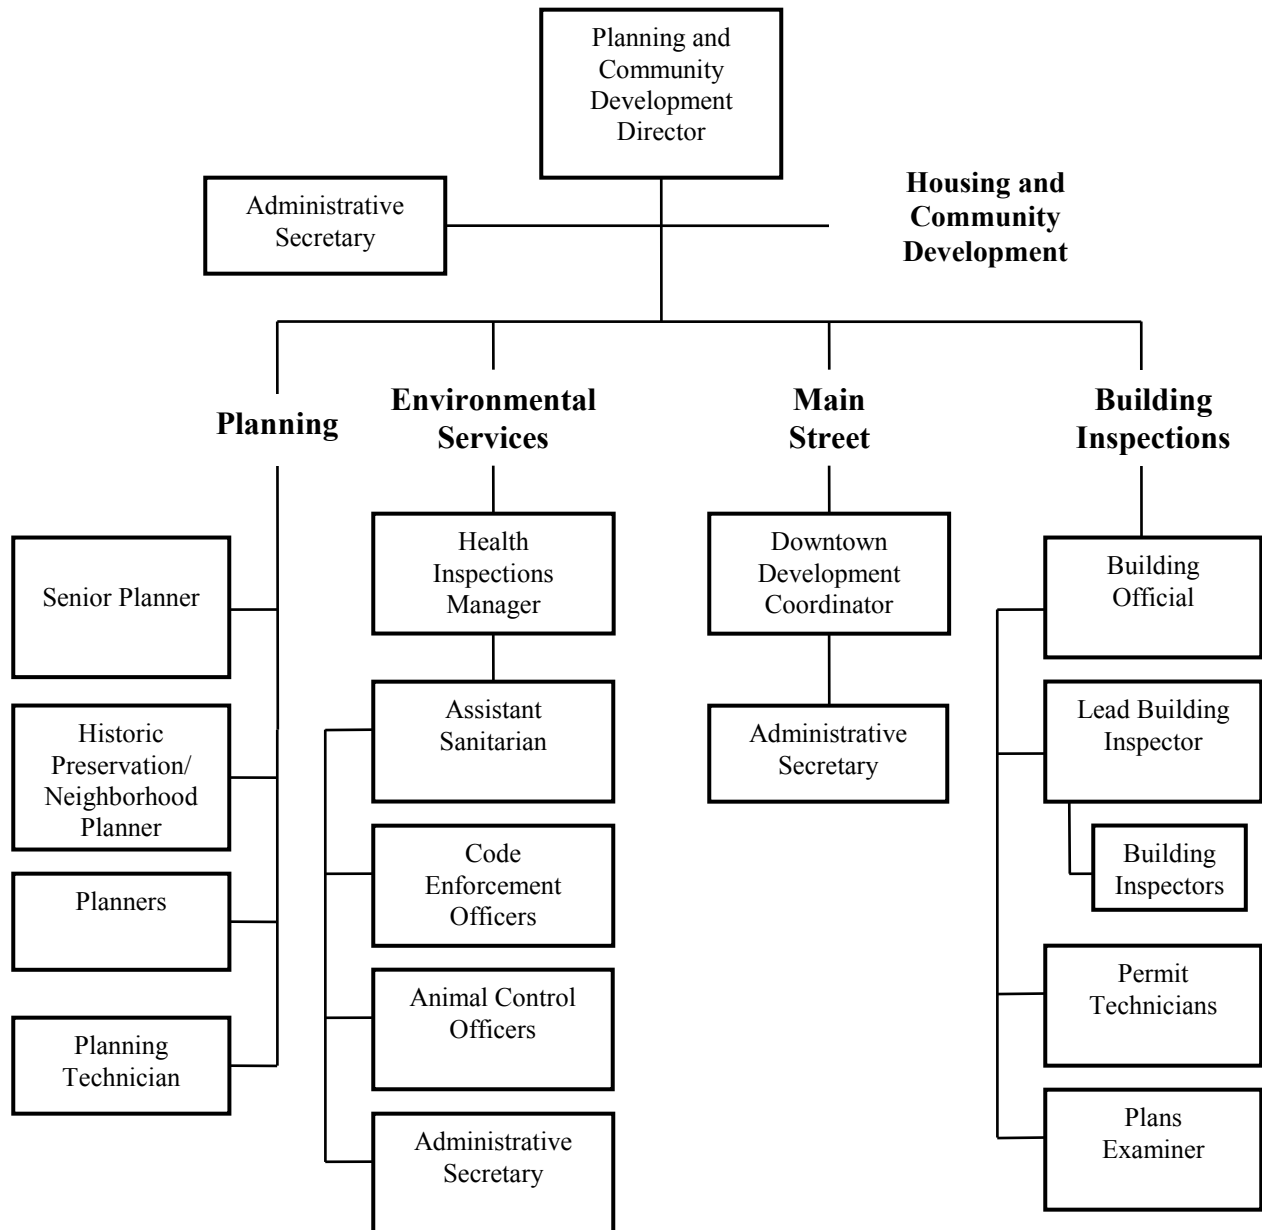 Planning and
Community
Development
Director
Administrative
Secretary
Housing and
Community
Development
Planning
Environmental
Services
Main
Street
Building
Inspections
Senior Planner
Historic
Preservation/
Neighborhood
Planner
Planners
Planning
Technician
Health
Inspections
Manager
Assistant
Sanitarian
Code
Enforcement
Officers
Animal Control
Officers
Administrative
Secretary
Downtown
Development
Coordinator
Administrative
Secretary
Building
Official
Lead Building
Inspector
Building
Inspectors
Permit
Technicians
Plans
Examiner